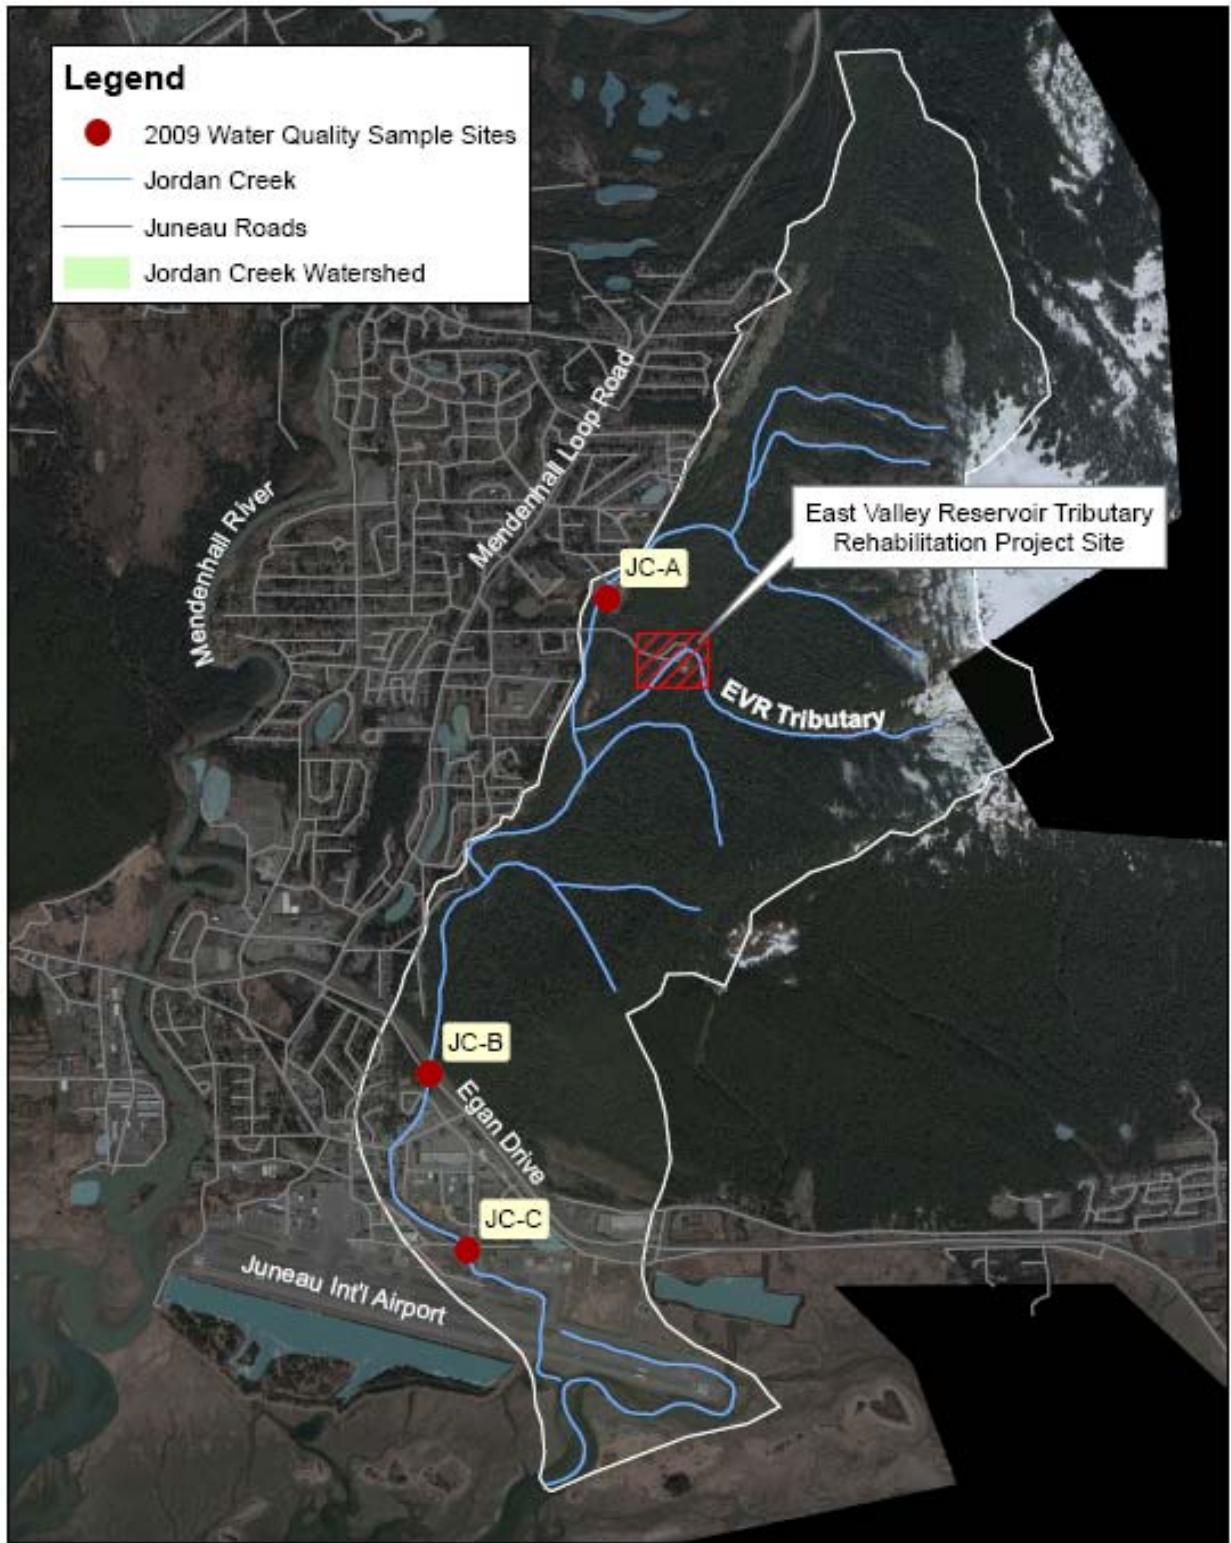 Legend
2009 Water Quality Sample Sites
Jordan Creek
Juneau Roads
Jordan Creek Watershed
Mendenhall Loop Road
Mendenhall River
East Valley Reservoir Tributary
Rehabilitation Project Site
JC-A
EVR Tributary
JC-B
Egan Drive
JC-C
Juneau Int'l Airport